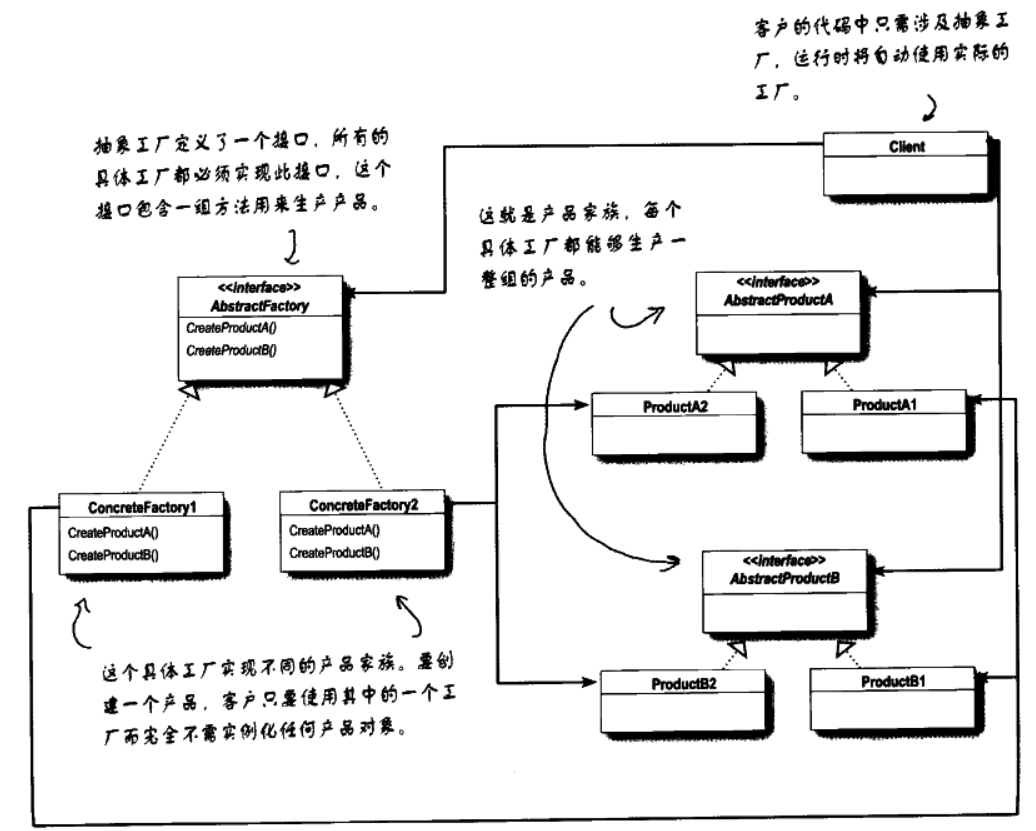 客户的代码中只需涉及抽象工
厂，运行时将自动使用实际的
工厂。
抽象工厂定义了一个接口，所有的
具体工厂都必须实现此接口，这个
接口包含一组方法用来生产产品。
Client
这就是产品家族，每个
具体工厂都能够生产一
整组的产品。
<<interface>>
AbstractFactory
CreateProductA()
CreateProductB()
<<interface>>
AbstractProductA
ProductA2
ProductA1
ConcreteFactory1
CreateProductA()
CreateProductB()
ConcreteFactory2
CreateProductA()
CreateProductB()
<<interface>>
AbstractProductB
ProductB2
ProductB1
这个具体工厂实现不同的产品家族。要创
建一个产品，客户只要使用其中的一个工
厂而完全不需实例化任何产品对象。